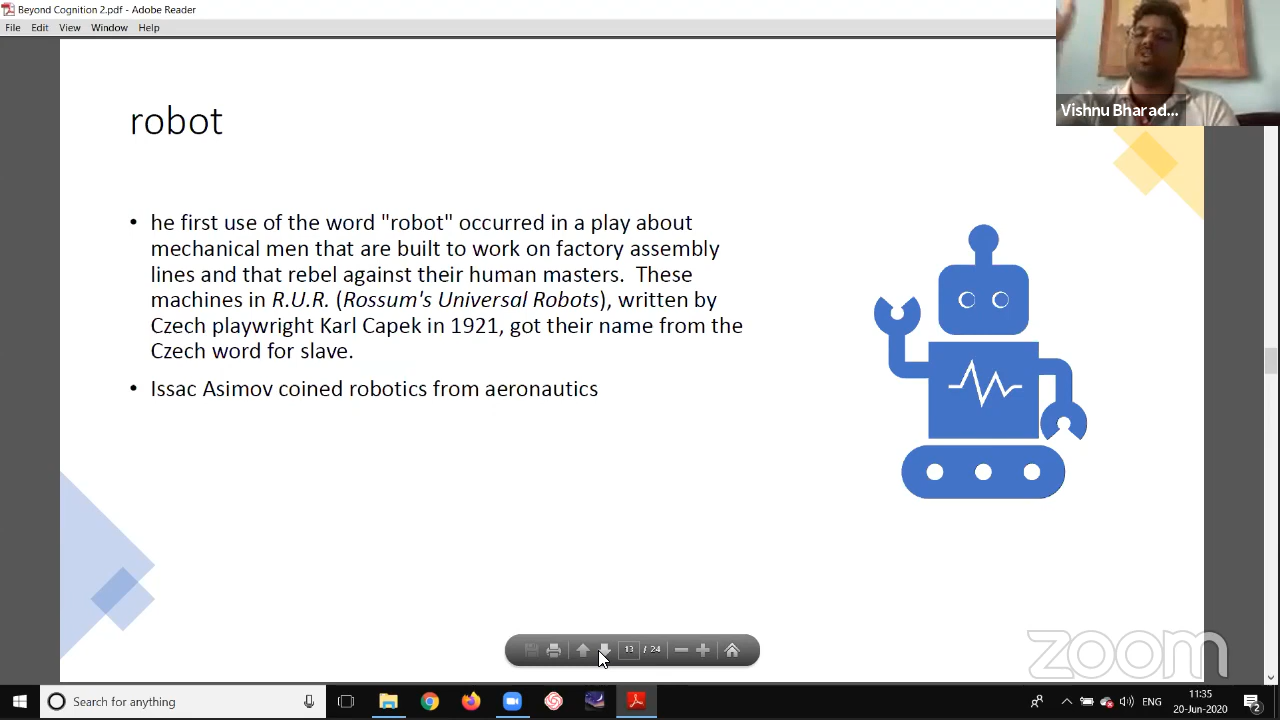 Beyond Cognition 2.pdf - Adobe Reader
File Edit View Window Help
Vishnu Bharad...
robot
• he first use of the word "robot" occurred in a play about
mechanical men that are built to work on factory assembly
lines and that rebel against their human masters. These
machines in R.U.R. (Rossum's Universal Robots), written by
Czech playwright Karl Capek in 1921, got their name from the
Czech word for slave.
• Issac Asimov coined robotics from aeronautics
13 / 24
zoom
Search for anything
ENG
11:35
20-Jun-2020
2